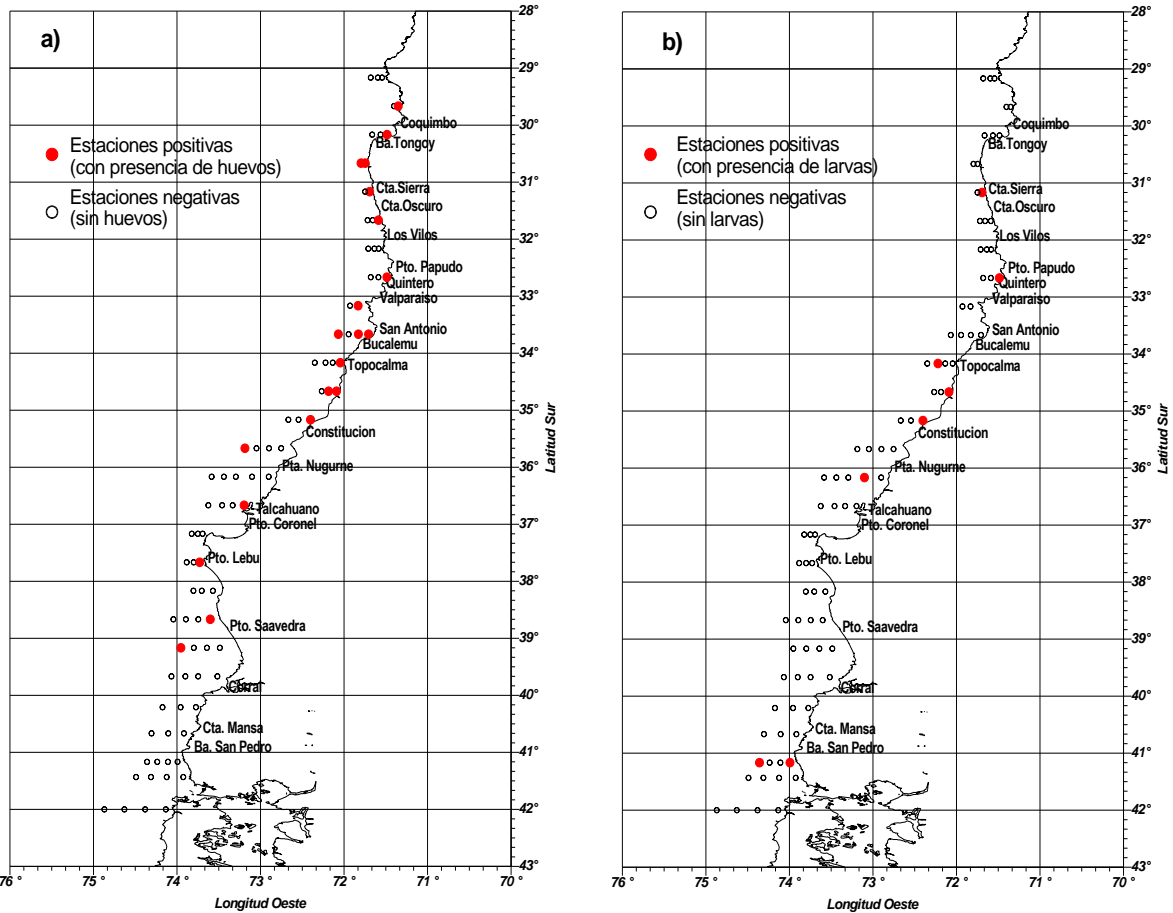 a)
28°
29°
Coquimbo
30°
Estaciones positivas
(con presencia de huevos)
Ba.Tongoy
Estaciones negativas
(sin huevos)
31°
Cta.Sierra
Cta.Oscuro
Los Vilos
32°
Pto. Papudo
Quintero
Valparaiso
33°
San Antonio
Bucalemu
34°
Topocalma
35°
Constitucion
Latitud Sur
36°
Pta. Nugurne
Talcahuano
Pto. Coronel
37°
Pto. Lebu
38°
Pto. Saavedra
39°
Corral
40°
Cta. Mansa
Ba. San Pedro
41°
42°
43°
76 ° 75° 74° 73° 72° 71° 70°
Longitud Oeste
b)
28°
29°
Coquimbo
30°
Estaciones positivas
(con presencia de larvas)
Ba.Tongoy
Estaciones negativas
(sin larvas)
31°
Cta.Sierra
Cta.Oscuro
Los Vilos
32°
Pto. Papudo
Quintero
Valparaiso
33°
San Antonio
Bucalemu
34°
Topocalma
35°
Constitucion
Latitud Sur
36°
Pta. Nugurne
Talcahuano
Pto. Coronel
37°
Pto. Lebu
38°
Pto. Saavedra
39°
Corral
40°
Cta. Mansa
Ba. San Pedro
41°
42°
43°
76 ° 75° 74° 73° 72° 71° 70°
Longitud Oeste